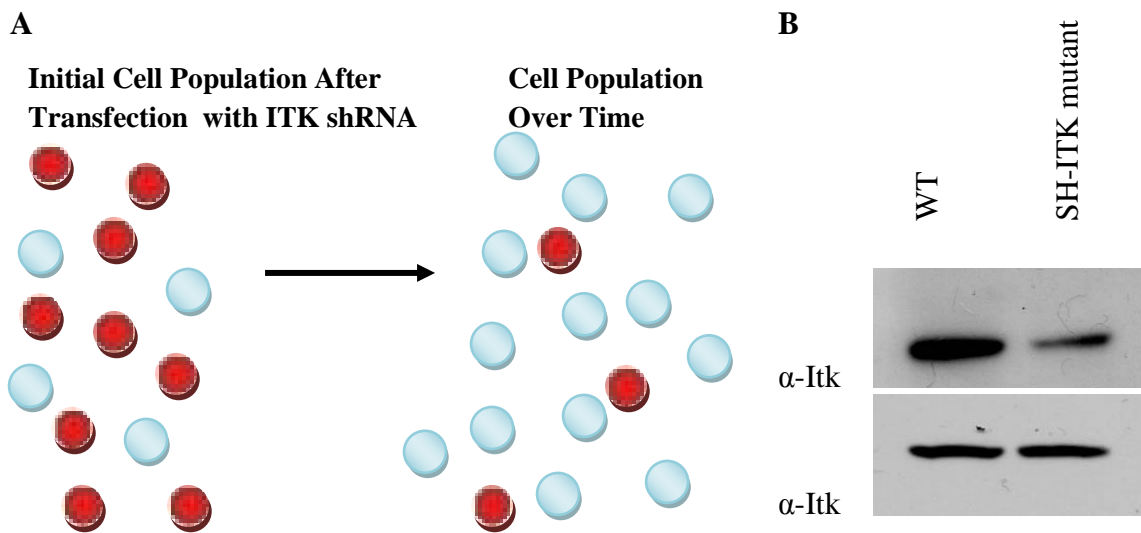 A
Initial Cell Population After
Transfection with ITK shRNA
Cell Population
Over Time
B
WT
SH-ITK mutant
α-Itk
α-Itk